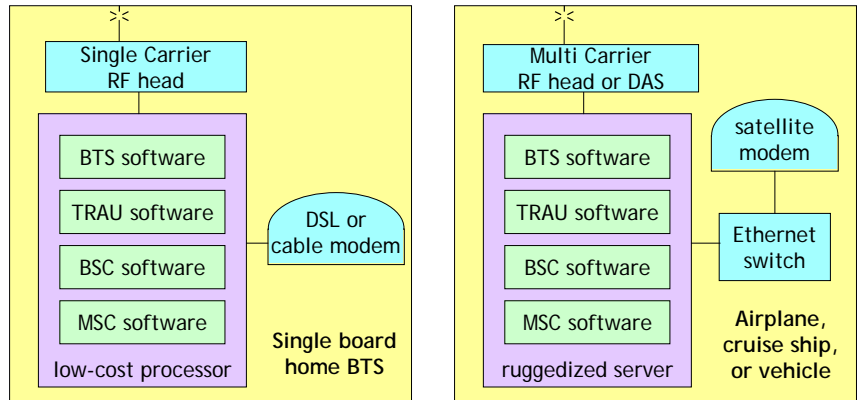 Single Carrier
RF head
BTS software
TRAU software
BSC software
MSC software
low-cost processor
DSL or
cable modem
Single board
home BTS
Multi Carrier
RF head or DAS
BTS software
TRAU software
BSC software
MSC software
ruggedized server
satellite
modem
Ethernet
switch
Airplane,
cruise ship,
or vehicle